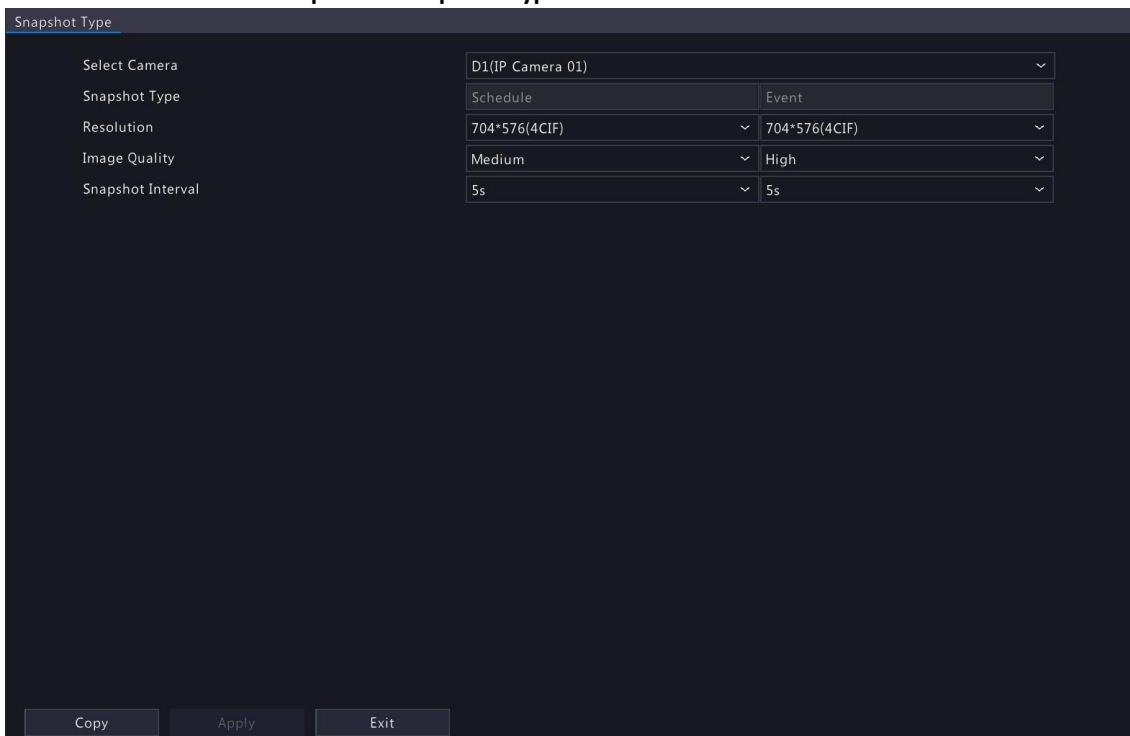 Snapshot Type
Select Camera D1(IP Camera 01)
Snapshot Type Schedule Event
Resolution 704*576(4CIF) 704*576(4CIF)
Image Quality Medium High
Snapshot Interval 5s 5s
Copy Apply Exit